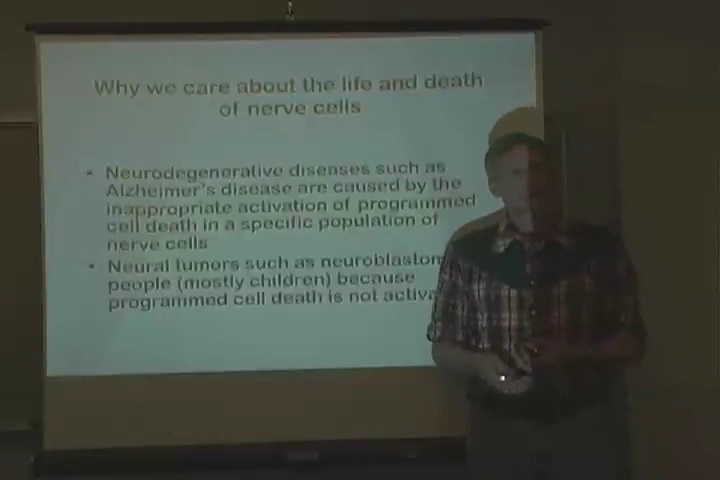 Why we care about the life and death
of nerve cells
• Neurodegenerative diseases such as
Alzheimer's disease are caused by the
inappropriate activation of programmed
cell death in a specific population of
nerve cells
• Neural tumors such as neuroblastom
people (mostly children) because
programmed cell death is not activa